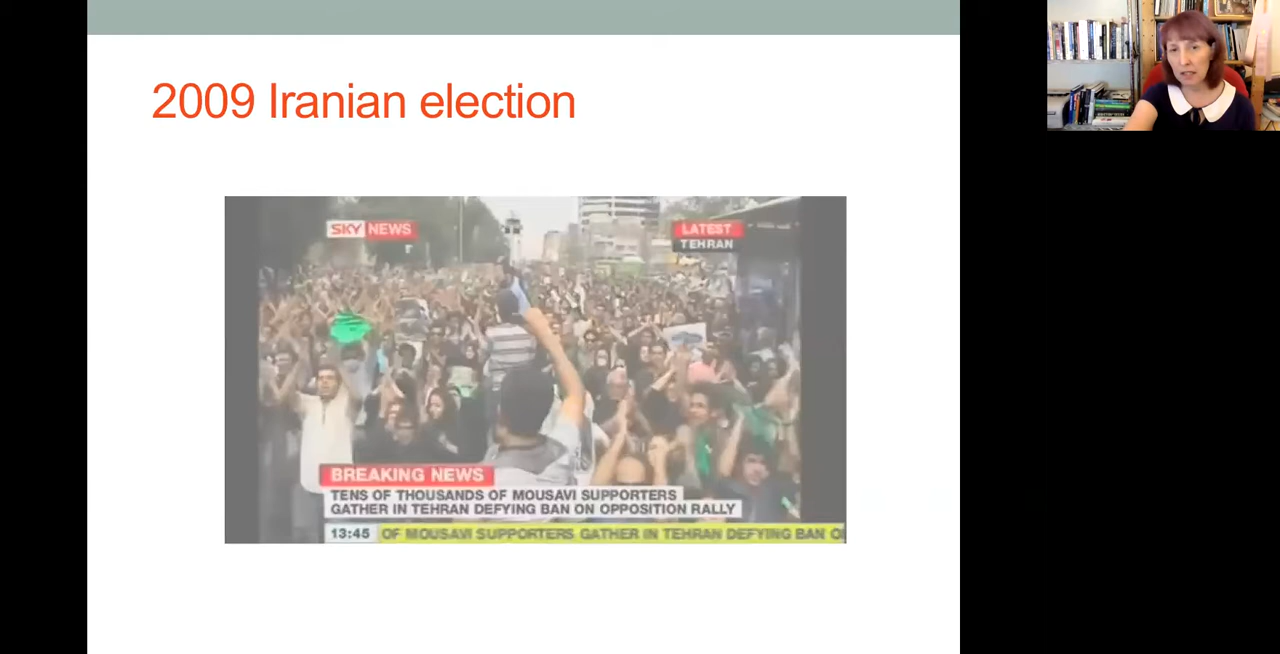 2009 Iranian election
SKY NEWS
LATEST
TEHRAN
BREAKING NEWS
TENS OF THOUSANDS OF MOUSAVI SUPPORTERS
GATHER IN TEHRAN DEFYING BAN ON OPPOSITION RALLY
13:45 OF MOUSAVI SUPPORTERS GATHER IN TEHRAN DEFYING BAN